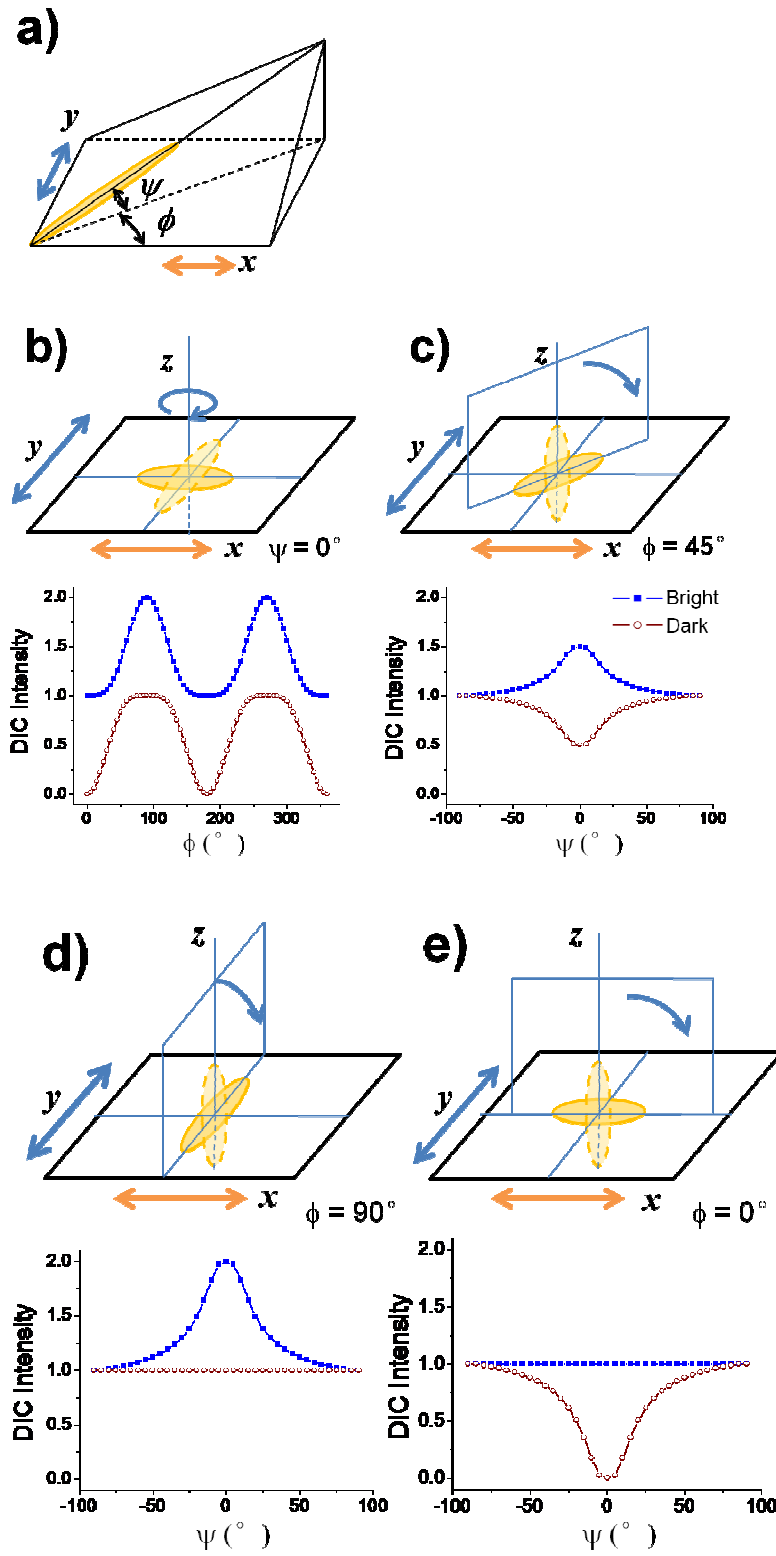 a)
y
ψ
ϕ
x
b)
z
y
x
ψ = 0°
c)
z
y
x
ϕ = 45°
2.0
1.5
1.0
0.5
0.0
DIC Intensity
0 100 200 300
ϕ (°)
2.0
1.5
1.0
0.5
0.0
DIC Intensity
Bright
Dark
-100 -50 0 50 100
ψ (°)
d)
z
y
x
ϕ = 90°
e)
z
y
x
ϕ = 0°
2.0
1.5
1.0
0.5
0.0
DIC Intensity
-100 -50 0 50 100
ψ (°)
2.0
1.5
1.0
0.5
0.0
DIC Intensity
-100 -50 0 50 100
ψ (°)